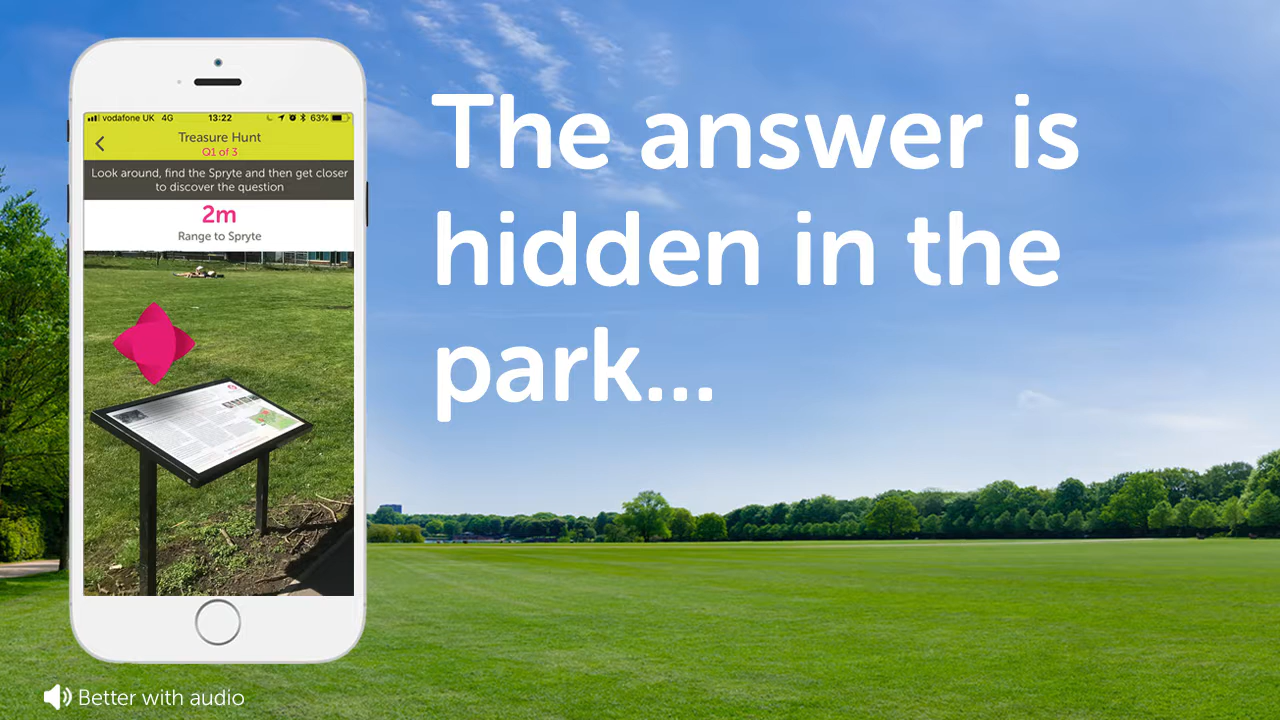 vodafone UK 4G 13:22 63%
Treasure Hunt
Q1 of 3
Look around, find the Spryte and then get closer
to discover the question
2m
Range to Spryte
The answer is
hidden in the
park...
Better with audio